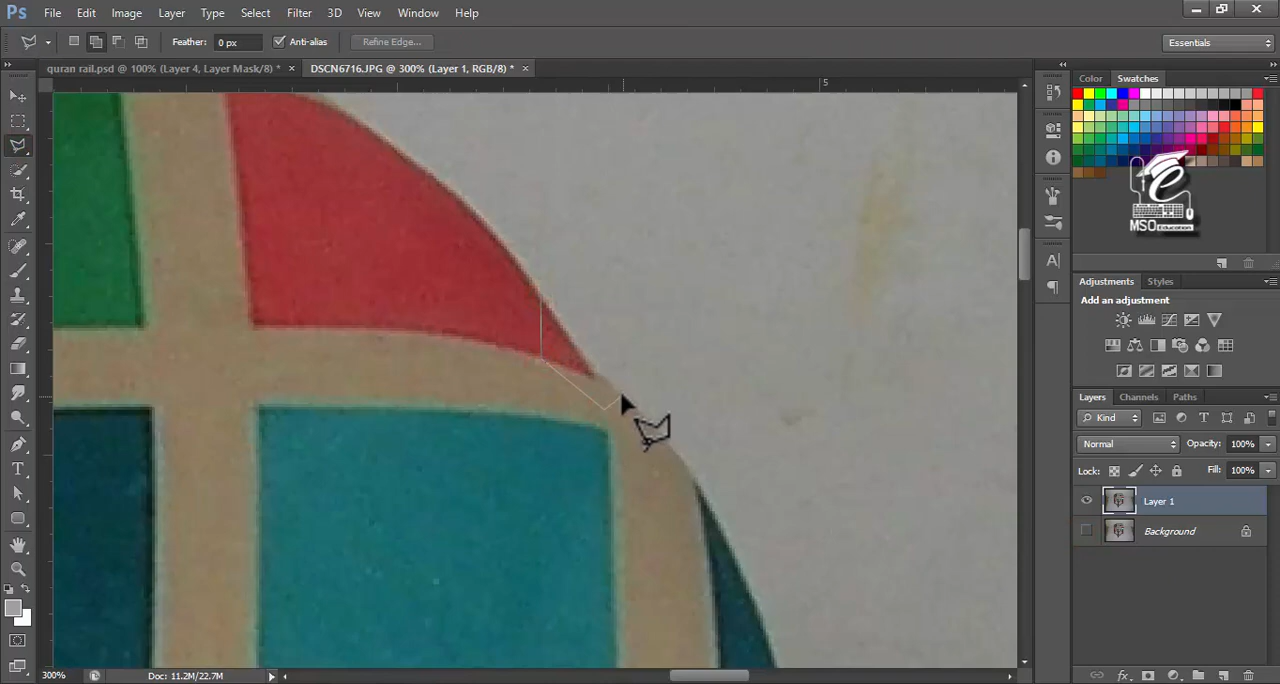 Ps File Edit Image Layer Type Select Filter 3D View Window Help
Feather: 0 px Anti-alias Refine Edge... Essentials
quran rail.psd @ 100% (Layer 4, Layer Mask/8) * × DSCN6716.JPG @ 300% (Layer 1, RGB/8) * ×
5
Color Swatches
e
MSO Education
Adjustments Styles
Add an adjustment
Layers Channels Paths
Kind
Normal Opacity: 100%
Lock: Fill: 100%
Layer 1
Background
300% Doc: 11.2M/22.7M